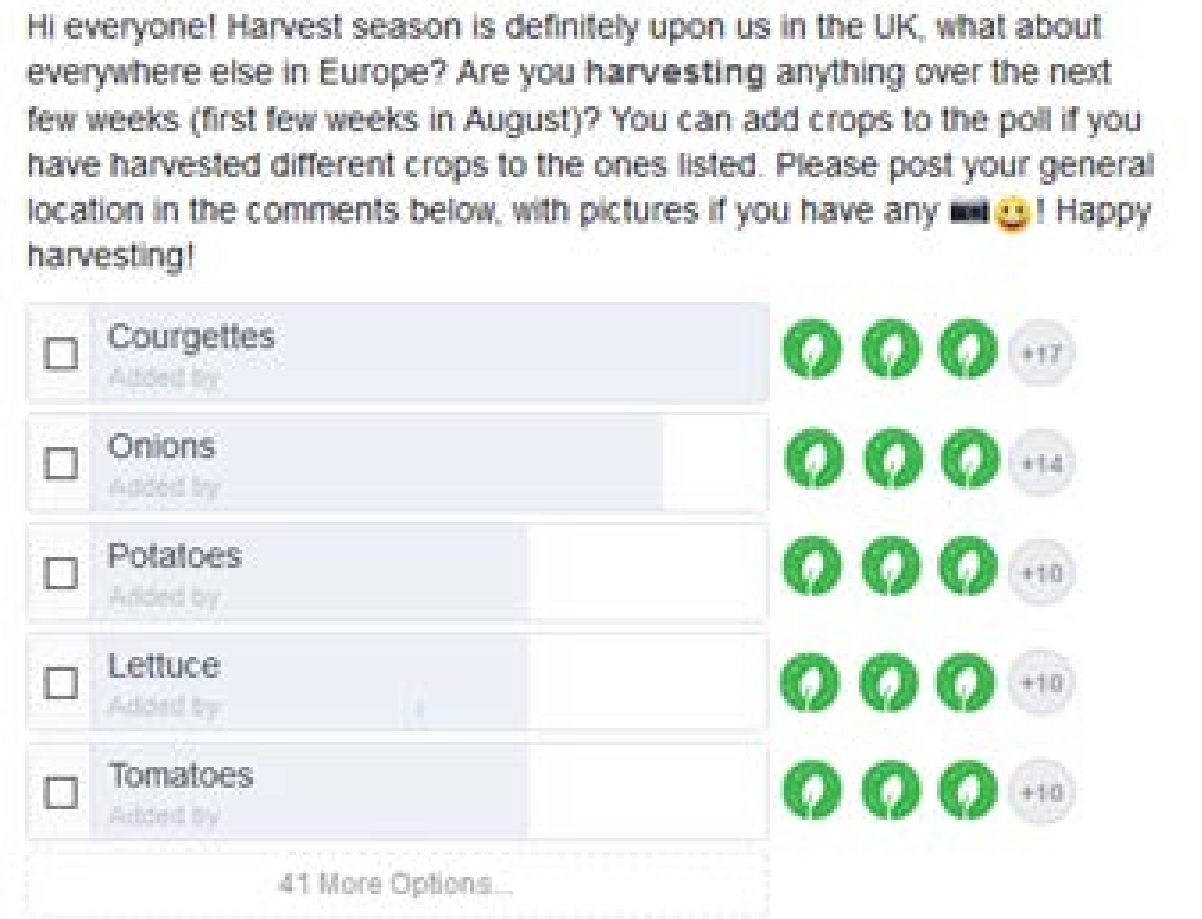 Hi everyone! Harvest season is definitely upon us in the UK, what about
everywhere else in Europe? Are you harvesting anything over the next
few weeks (first few weeks in August)? You can add crops to the poll if you
have harvested different crops to the ones listed. Please post your general
location in the comments below, with pictures if you have any 📷😀! Happy
harvesting!
Courgettes
Added by
+17
Onions
Added by
+14
Potatoes
Added by
+10
Lettuce
Added by
+10
Tomatoes
Added by
+10
41 More Options...